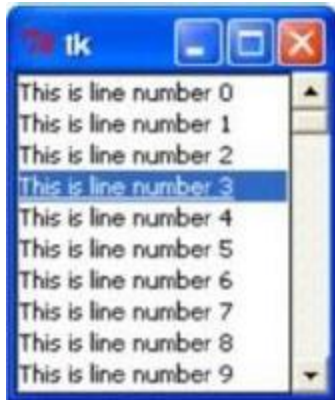 tk
This is line number 0
This is line number 1
This is line number 2
This is line number 3
This is line number 4
This is line number 5
This is line number 6
This is line number 7
This is line number 8
This is line number 9